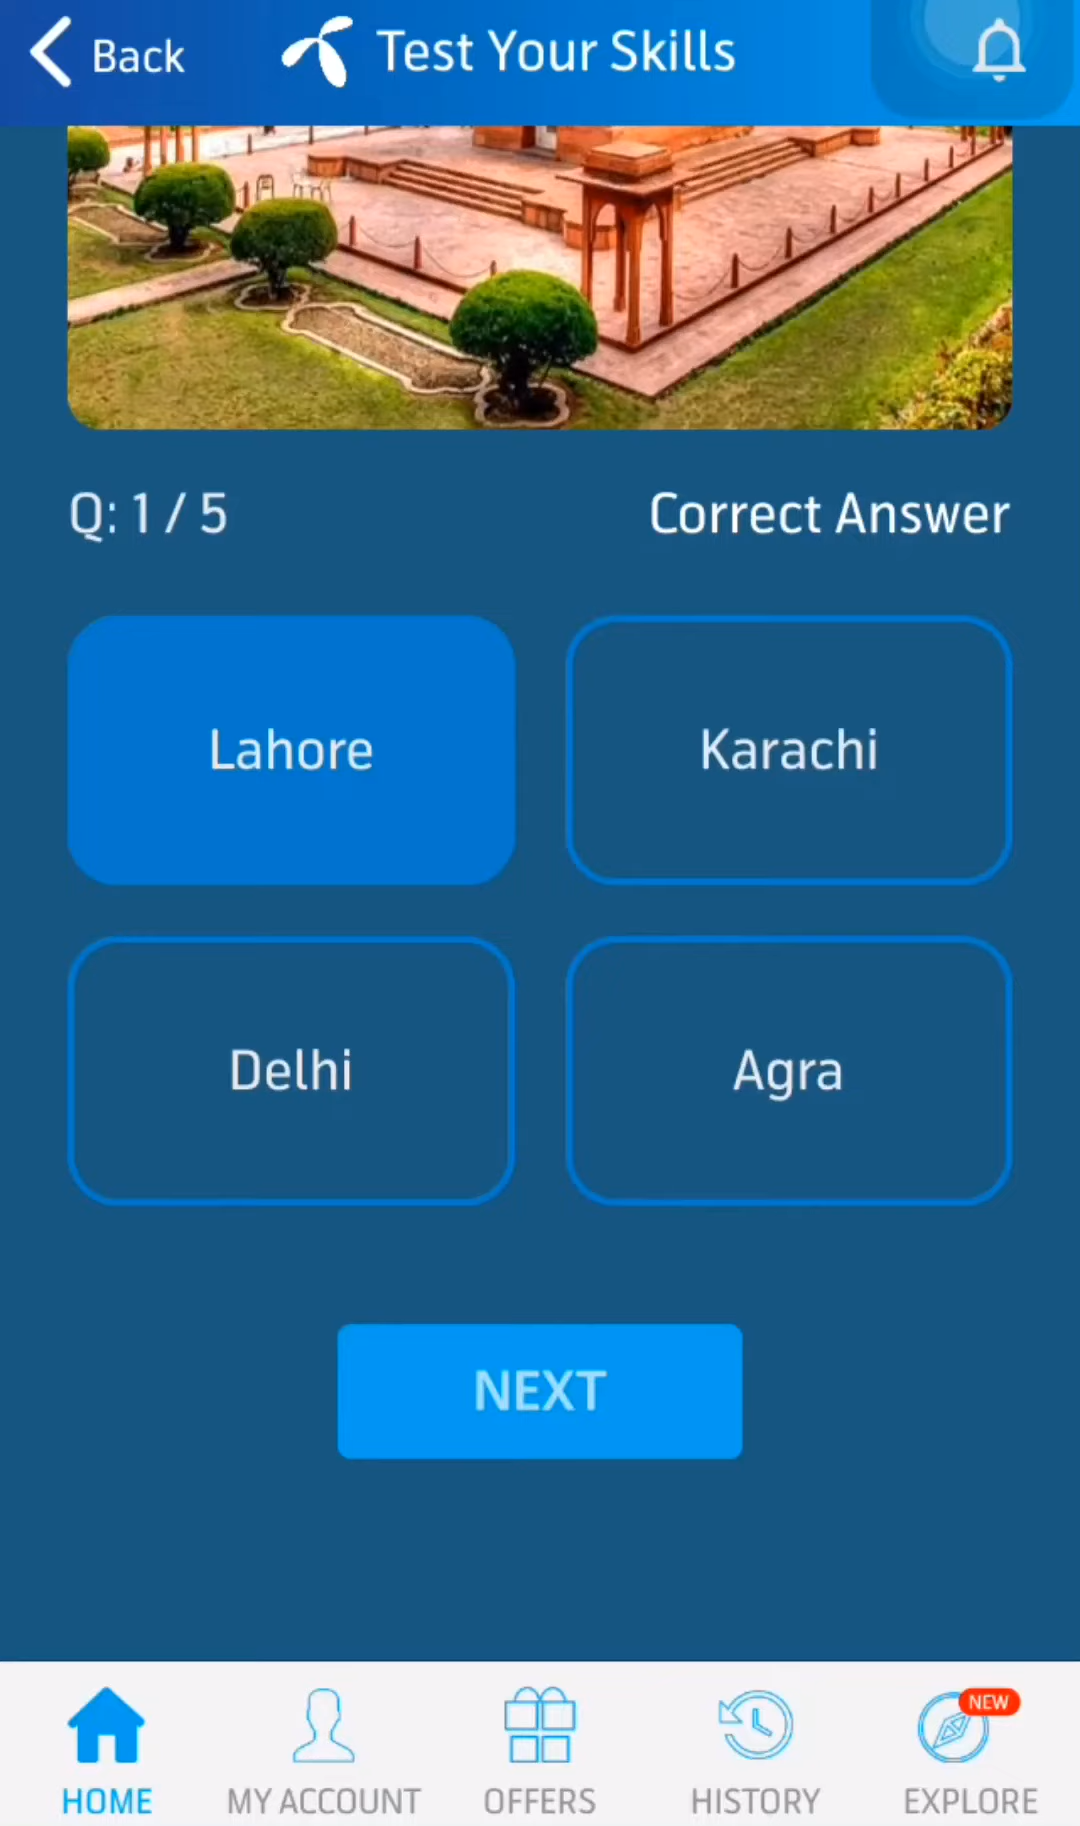 Back
Test Your Skills
Q: 1 / 5
Correct Answer
Lahore
Karachi
Delhi
Agra
NEXT
NEW
HOME
MY ACCOUNT
OFFERS
HISTORY
EXPLORE